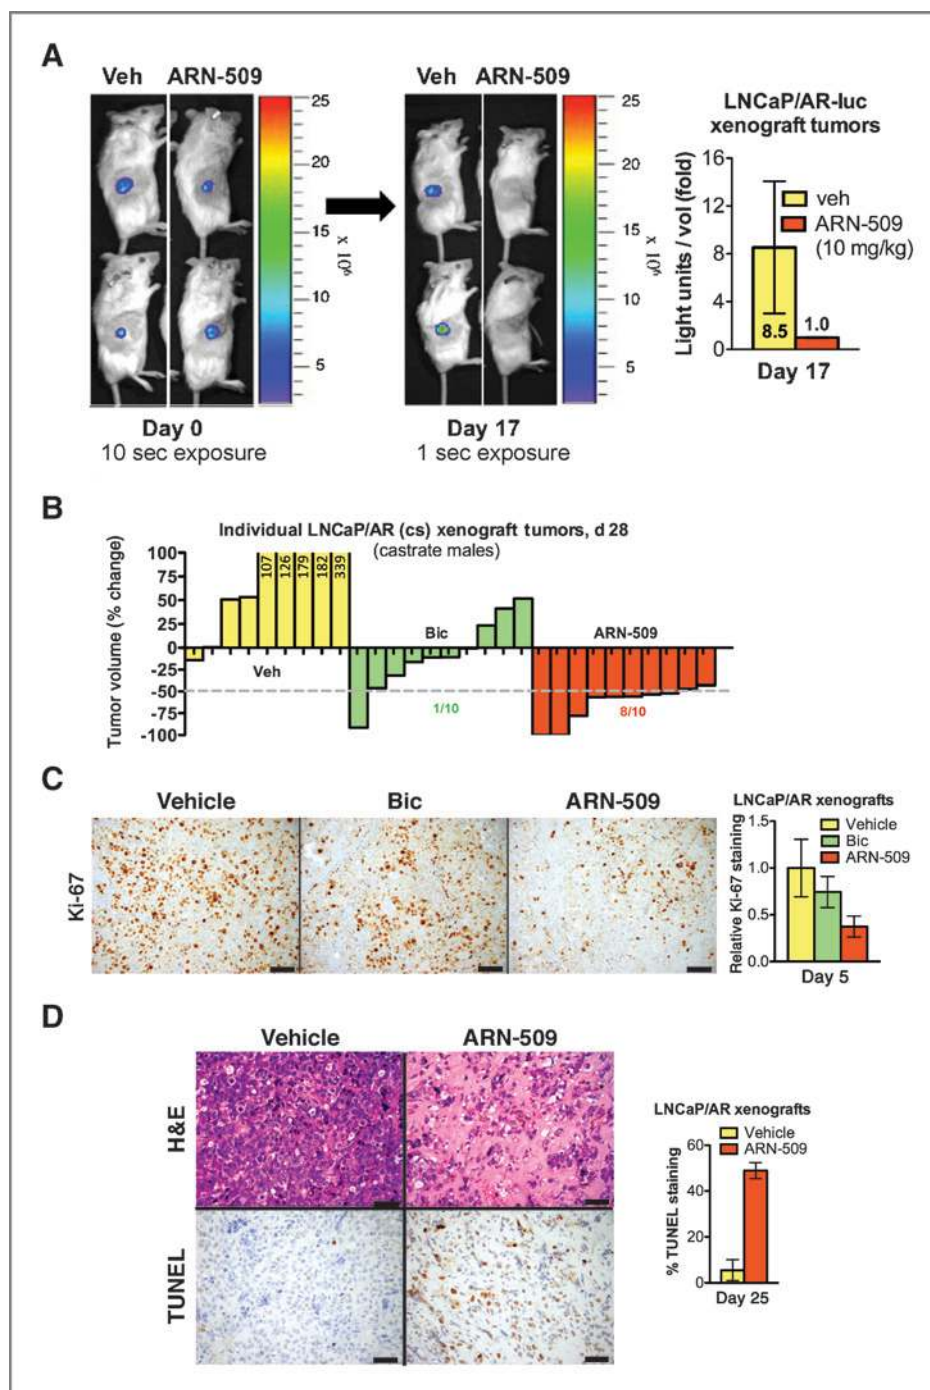 A
Veh ARN-509
25
20
15
10
5
x 10⁶
Day 0
10 sec exposure
Veh ARN-509
25
20
15
10
5
x 10⁶
Day 17
1 sec exposure
LNCaP/AR-luc
xenograft tumors
Light units / vol (fold)
16
12
8
4
0
veh
ARN-509
(10 mg/kg)
8.5
1.0
Day 17
B
Individual LNCaP/AR (cs) xenograft tumors, d 28
(castrate males)
Tumor volume (% change)
100
75
50
25
0
-25
-50
-75
-100
107
126
179
182
339
Veh
Bic
ARN-509
1/10
8/10
C
Vehicle Bic ARN-509
Ki-67
LNCaP/AR xenografts
Relative Ki-67 staining
1.5
1.0
0.5
0.0
Vehicle
Bic
ARN-509
Day 5
D
Vehicle ARN-509
H&E
TUNEL
LNCaP/AR xenografts
% TUNEL staining
60
40
20
0
Vehicle
ARN-509
Day 25